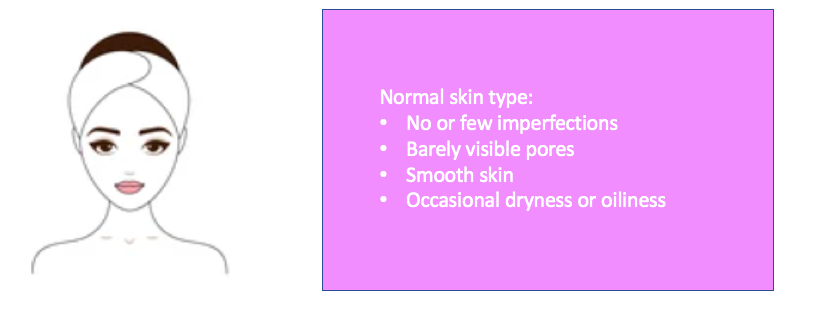 Normal skin type:
• No or few imperfections
• Barely visible pores
• Smooth skin
• Occasional dryness or oiliness